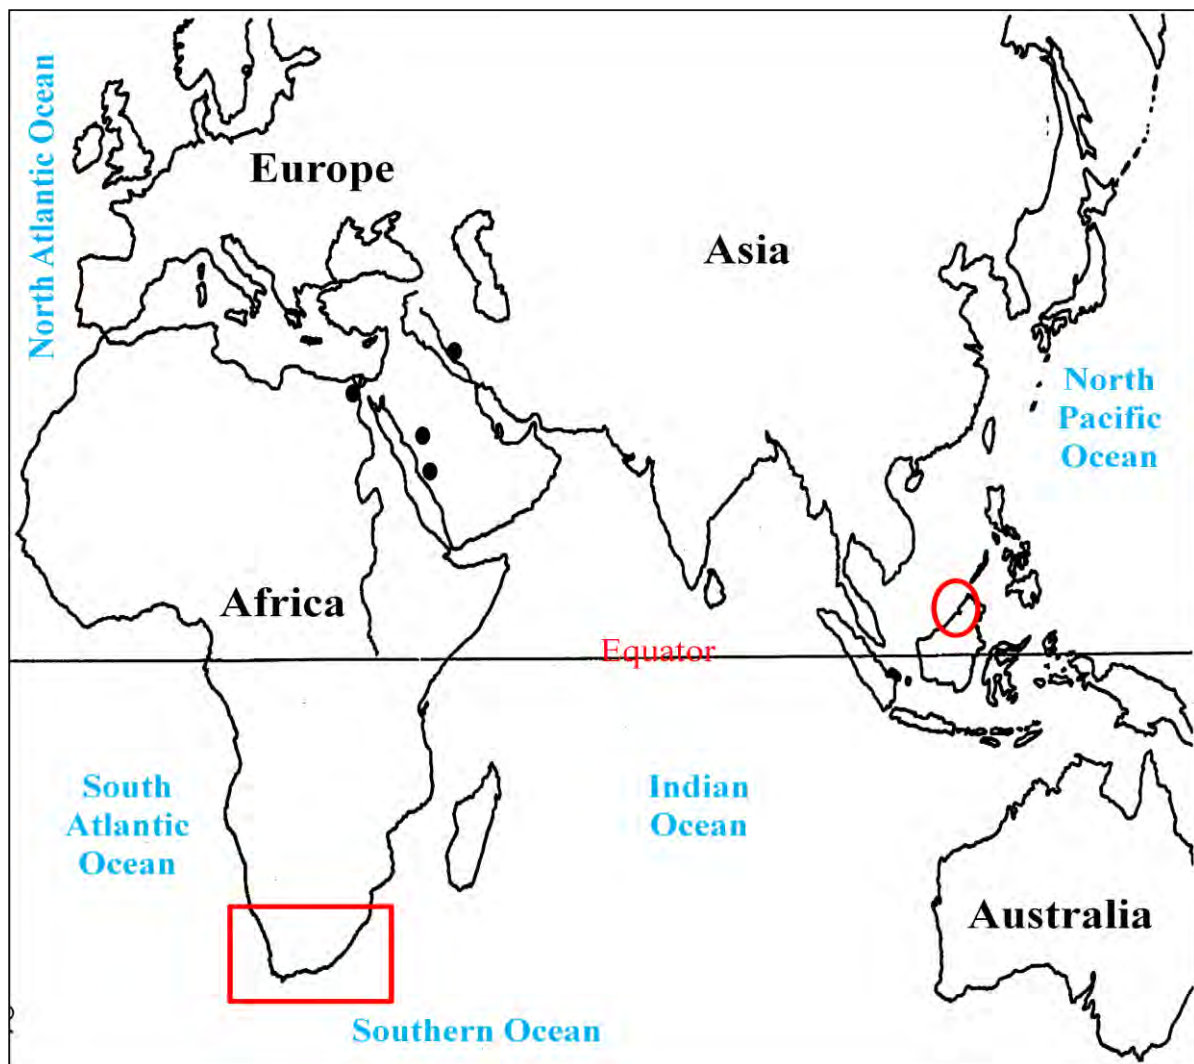 North Atlantic Ocean
Europe
Asia
North
Pacific
Ocean
Africa
Equator
South
Atlantic
Ocean
Indian
Ocean
Australia
Southern Ocean